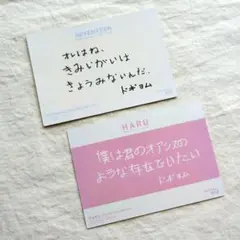 SEVENTEEN
オレはね、
きみじがいは
きょうみないんだ。
ドギョム
HARU
僕は君のオアシスの
ような存在でいたい
ドギョム